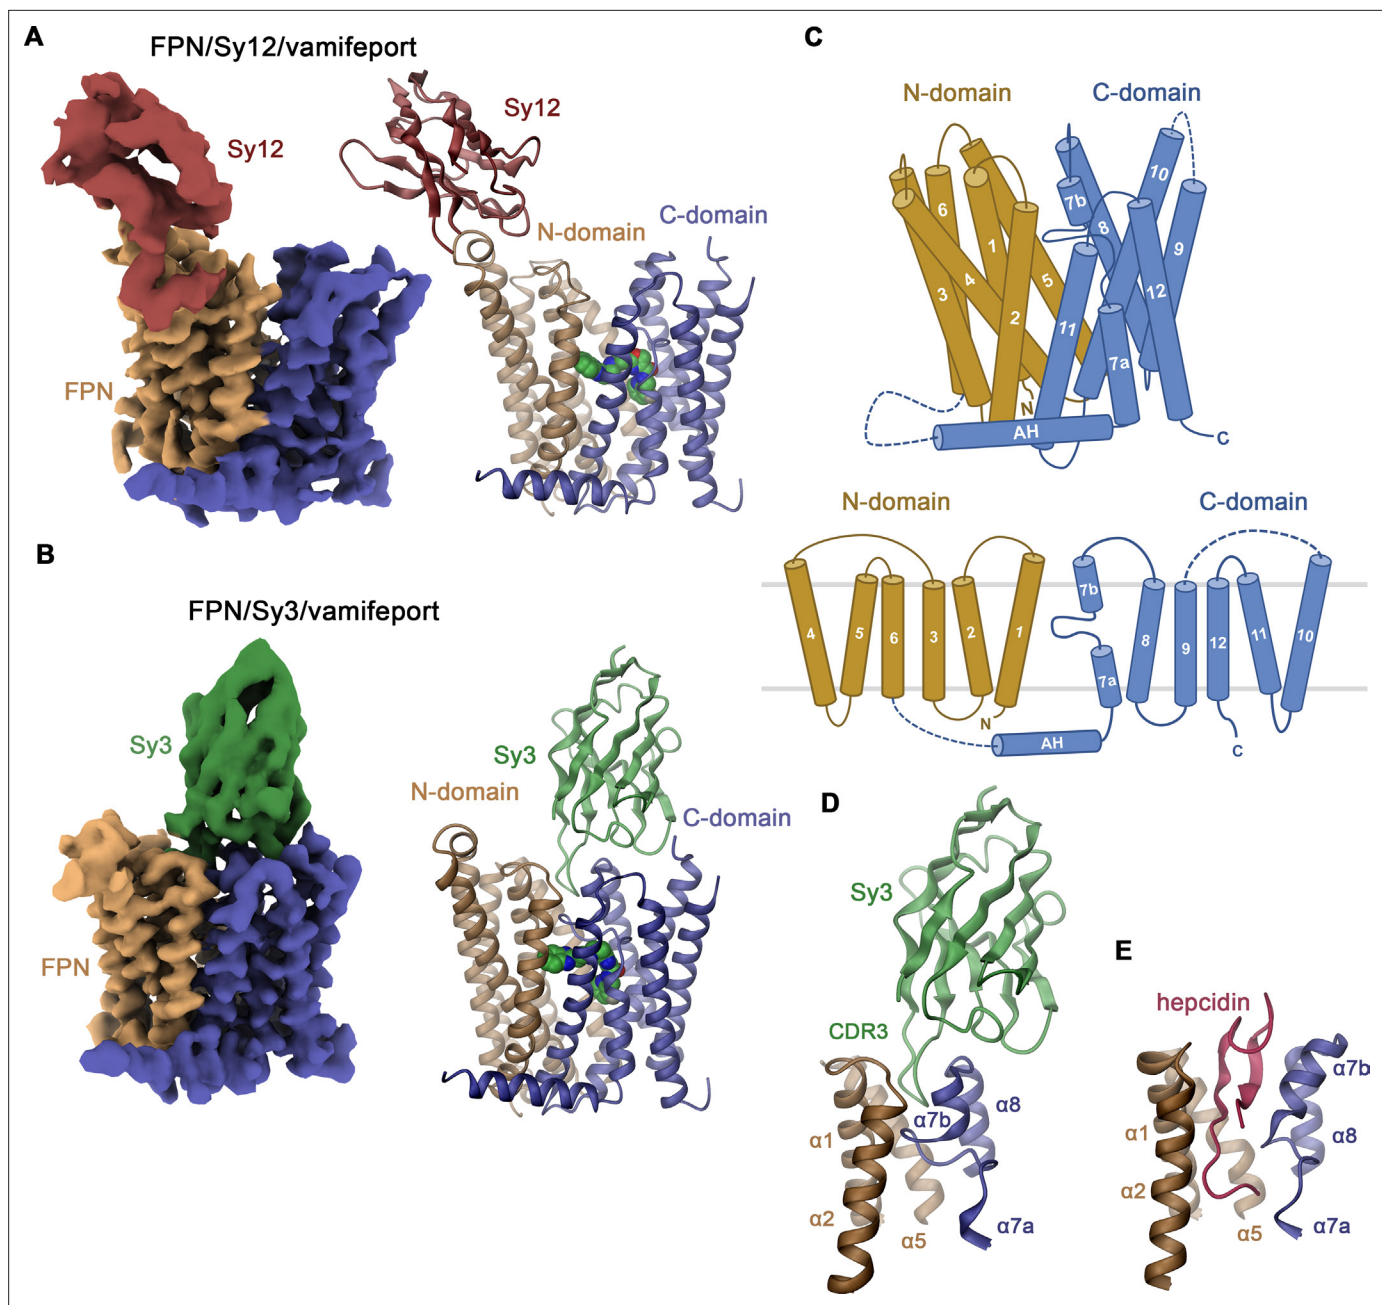 A
FPN/Sy12/vamifeport
Sy12
Sy12
N-domain
C-domain
FPN
B
FPN/Sy3/vamifeport
Sy3
Sy3
N-domain
C-domain
FPN
C
N-domain
C-domain
6
1
4
3
5
2
N
7b
8
10
9
11
12
7a
AH
C
N-domain
C-domain
4
5
6
3
2
1
N
7b
7a
AH
8
9
12
11
10
C
D
Sy3
CDR3
α7b
α8
α1
α2
α5
α7a
E
hepcidin
α7b
α1
α8
α2
α5
α7a